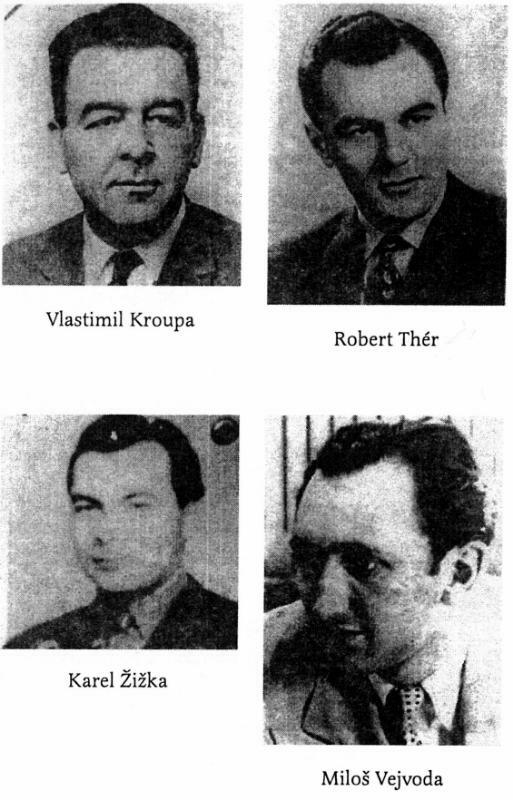 Vlastimil Kroupa
Robert Thér
Karel Žižka
Miloš Vejvoda